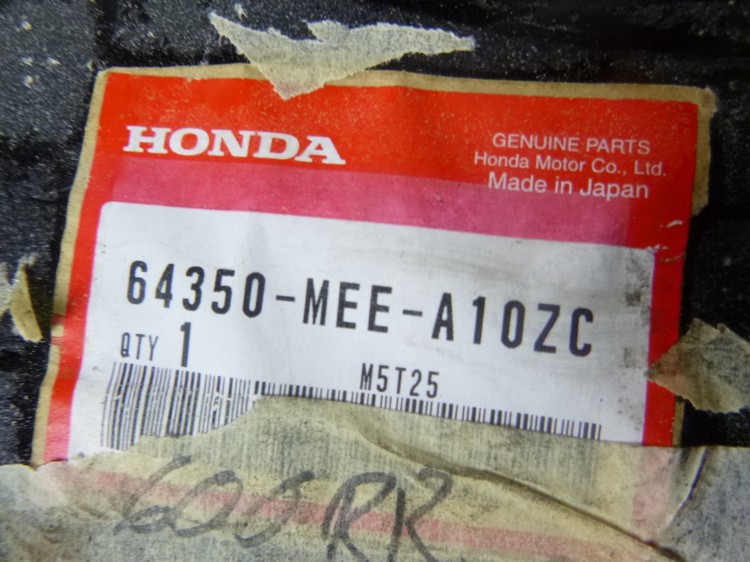 HONDA
GENUINE PARTS
Honda Motor Co., Ltd.
Made in Japan
64350-MEE-A10ZC
QTY 1
M5T25
600RR